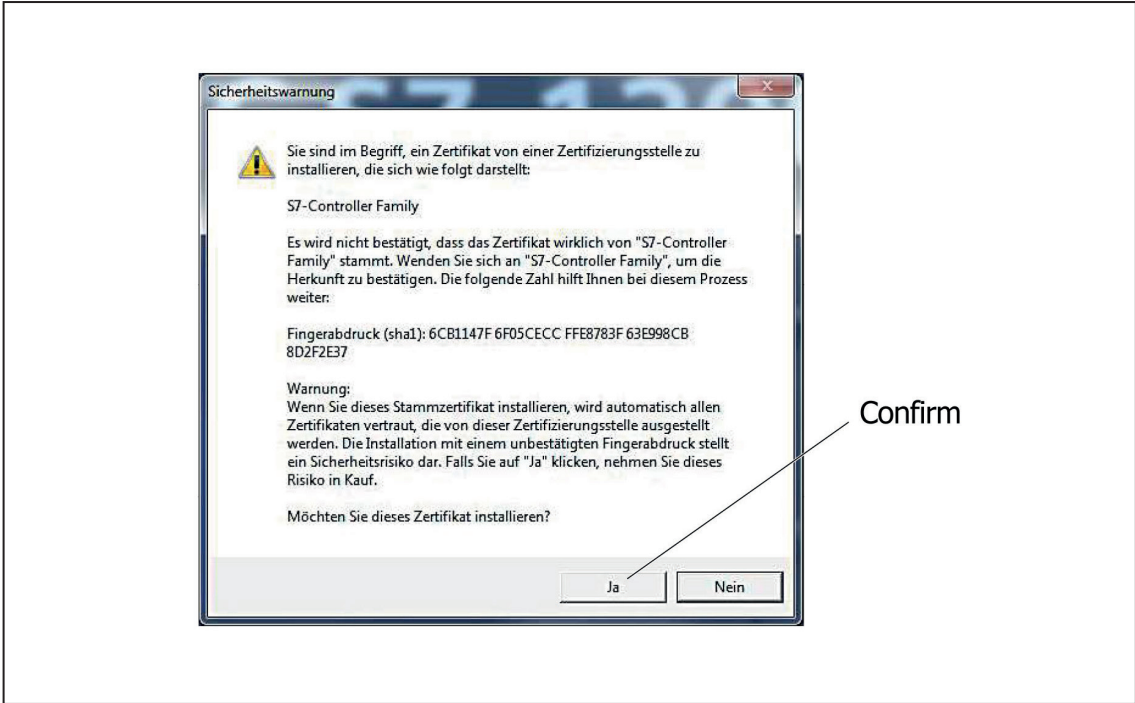 S7-120
Sicherheitswarnung
Sie sind im Begriff, ein Zertifikat von einer Zertifizierungsstelle zu
installieren, die sich wie folgt darstellt:
S7-Controller Family
Es wird nicht bestätigt, dass das Zertifikat wirklich von "S7-Controller
Family" stammt. Wenden Sie sich an "S7-Controller Family", um die
Herkunft zu bestätigen. Die folgende Zahl hilft Ihnen bei diesem Prozess
weiter:
Fingerabdruck (sha1): 6CB1147F 6F05CECC FFE8783F 63E998CB
8D2F2E37
Warnung:
Wenn Sie dieses Stammzertifikat installieren, wird automatisch allen
Zertifikaten vertraut, die von dieser Zertifizierungsstelle ausgestellt
werden. Die Installation mit einem unbestätigten Fingerabdruck stellt
ein Sicherheitsrisiko dar. Falls Sie auf "Ja" klicken, nehmen Sie dieses
Risiko in Kauf.
Möchten Sie dieses Zertifikat installieren?
Ja
Nein
Confirm